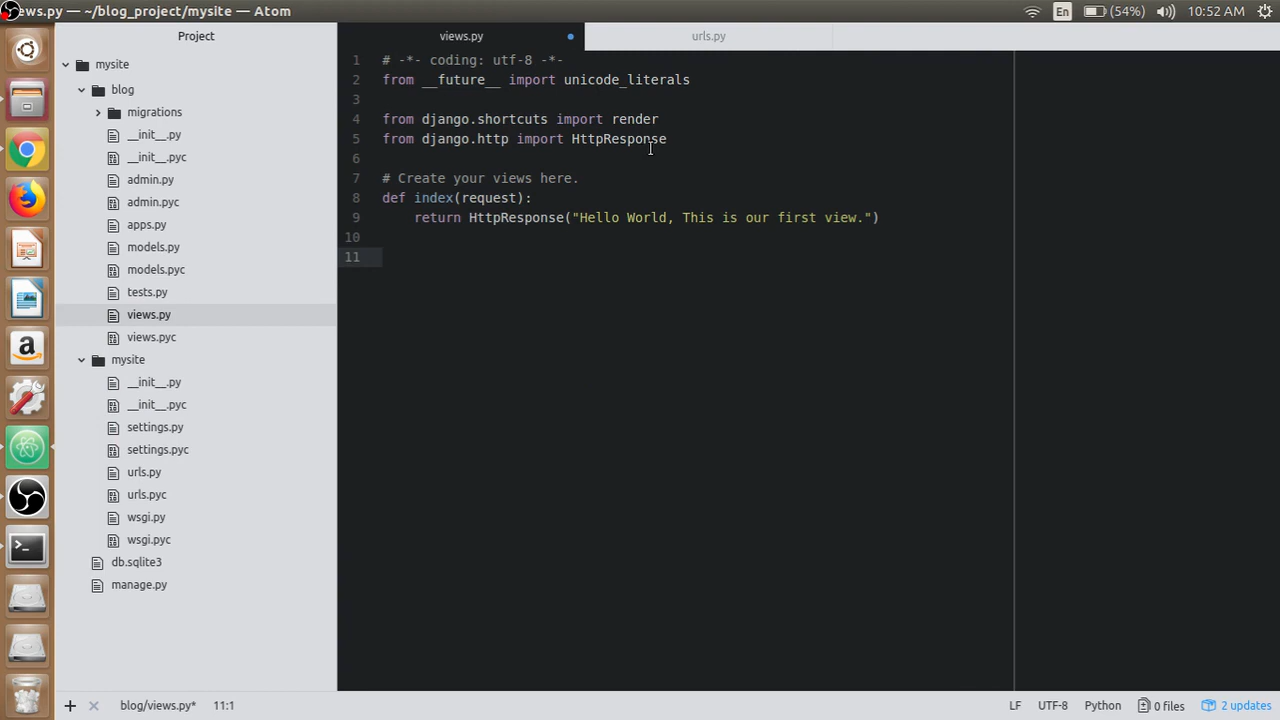 ews.py — ~/blog_project/mysite — Atom
En
(54%)
10:52 AM
Project
mysite
blog
migrations
__init__.py
__init__.pyc
admin.py
admin.pyc
apps.py
models.py
models.pyc
tests.py
views.py
views.pyc
mysite
__init__.py
__init__.pyc
settings.py
settings.pyc
urls.py
urls.pyc
wsgi.py
wsgi.pyc
db.sqlite3
manage.py
views.py
urls.py
1 # -*- coding: utf-8 -*-
2 from __future__ import unicode_literals
3
4 from django.shortcuts import render
5 from django.http import HttpResponse
6
7 # Create your views here.
8 def index(request):
9 return HttpResponse("Hello World, This is our first view.")
10
11
blog/views.py* 11:1
LF UTF-8 Python 0 files 2 updates